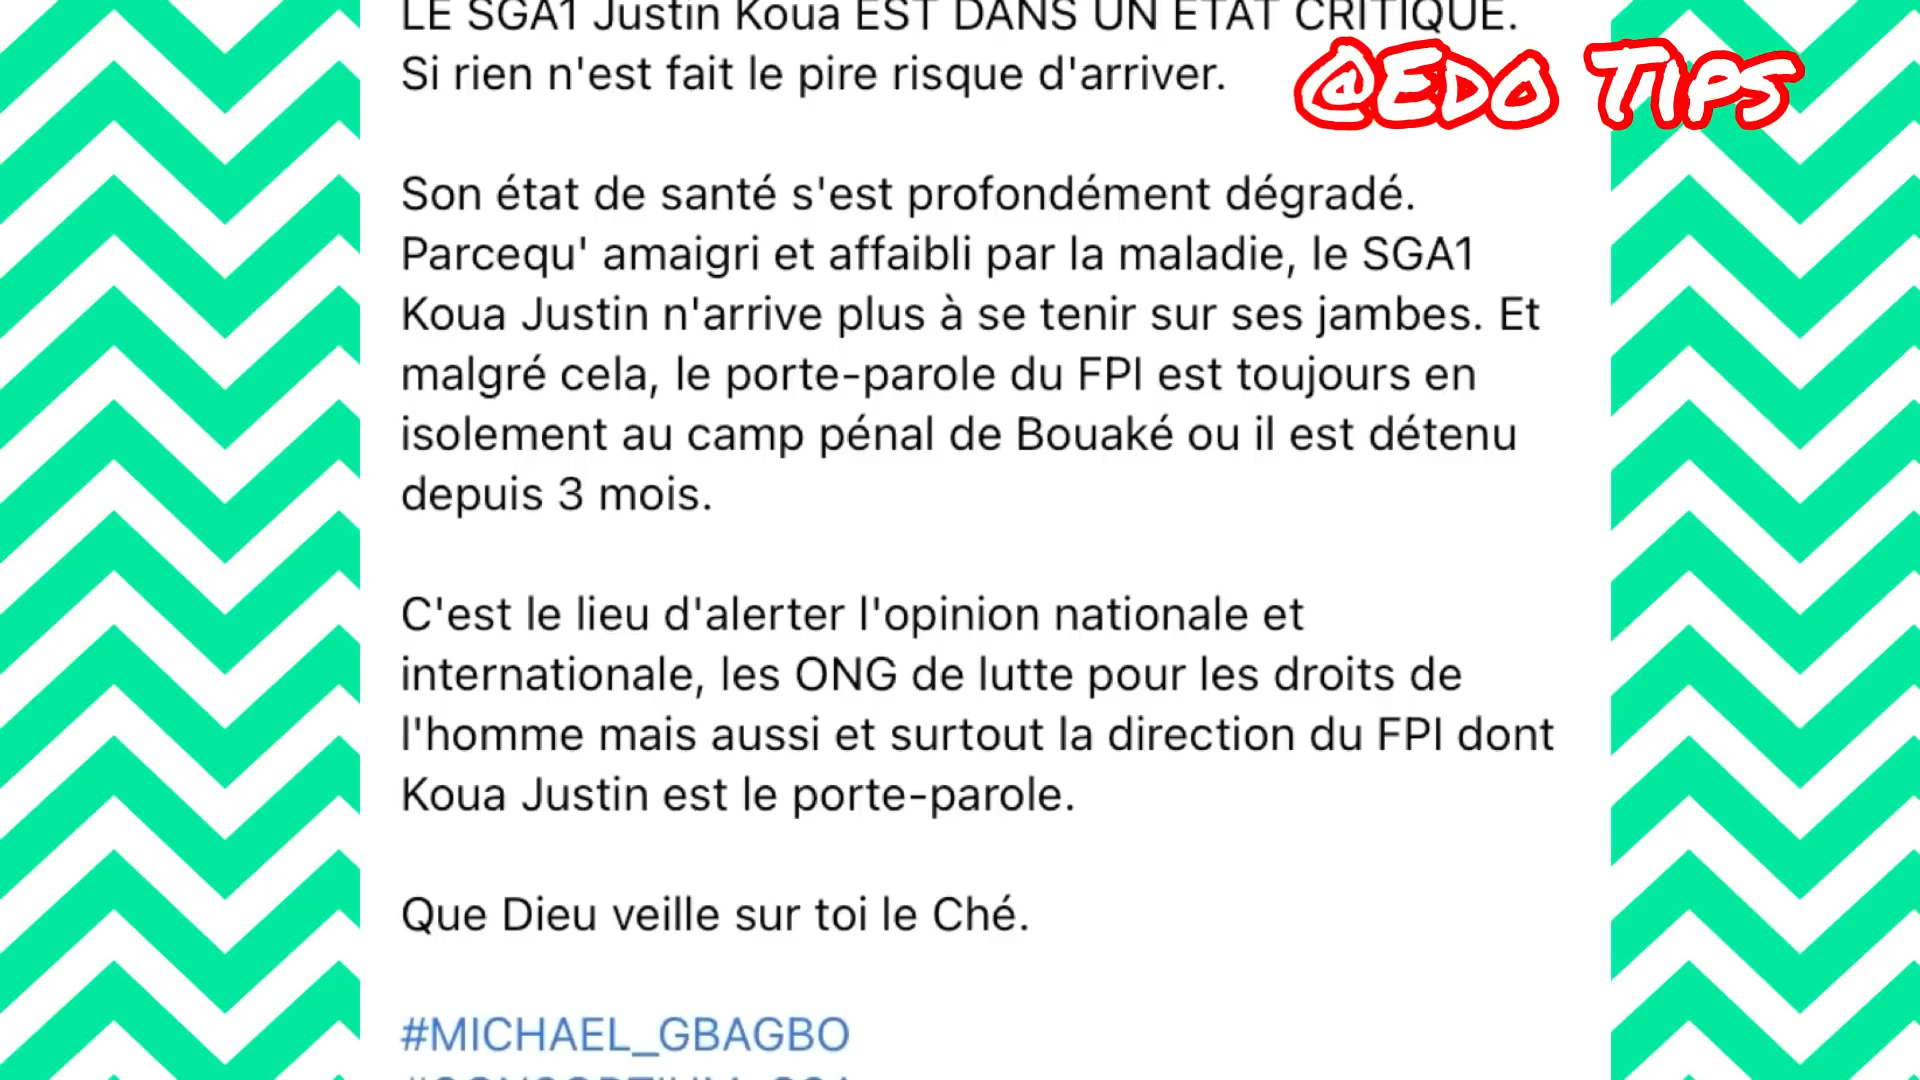 LE SGA1 Justin Koua EST DANS UN ETAT CRITIQUE.
Si rien n'est fait le pire risque d'arriver.
@Edo Tips
Son état de santé s'est profondément dégradé.
Parcequ' amaigri et affaibli par la maladie, le SGA1
Koua Justin n'arrive plus à se tenir sur ses jambes. Et
malgré cela, le porte-parole du FPI est toujours en
isolement au camp pénal de Bouaké ou il est détenu
depuis 3 mois.
C'est le lieu d'alerter l'opinion nationale et
internationale, les ONG de lutte pour les droits de
l'homme mais aussi et surtout la direction du FPI dont
Koua Justin est le porte-parole.
Que Dieu veille sur toi le Ché.
#MICHAEL_GBAGBO